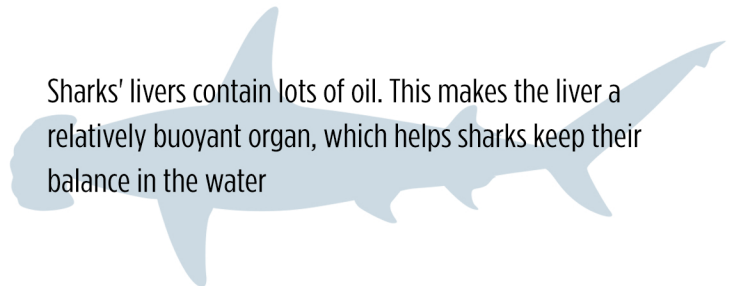 Sharks' livers contain lots of oil. This makes the liver a
relatively buoyant organ, which helps sharks keep their
balance in the water